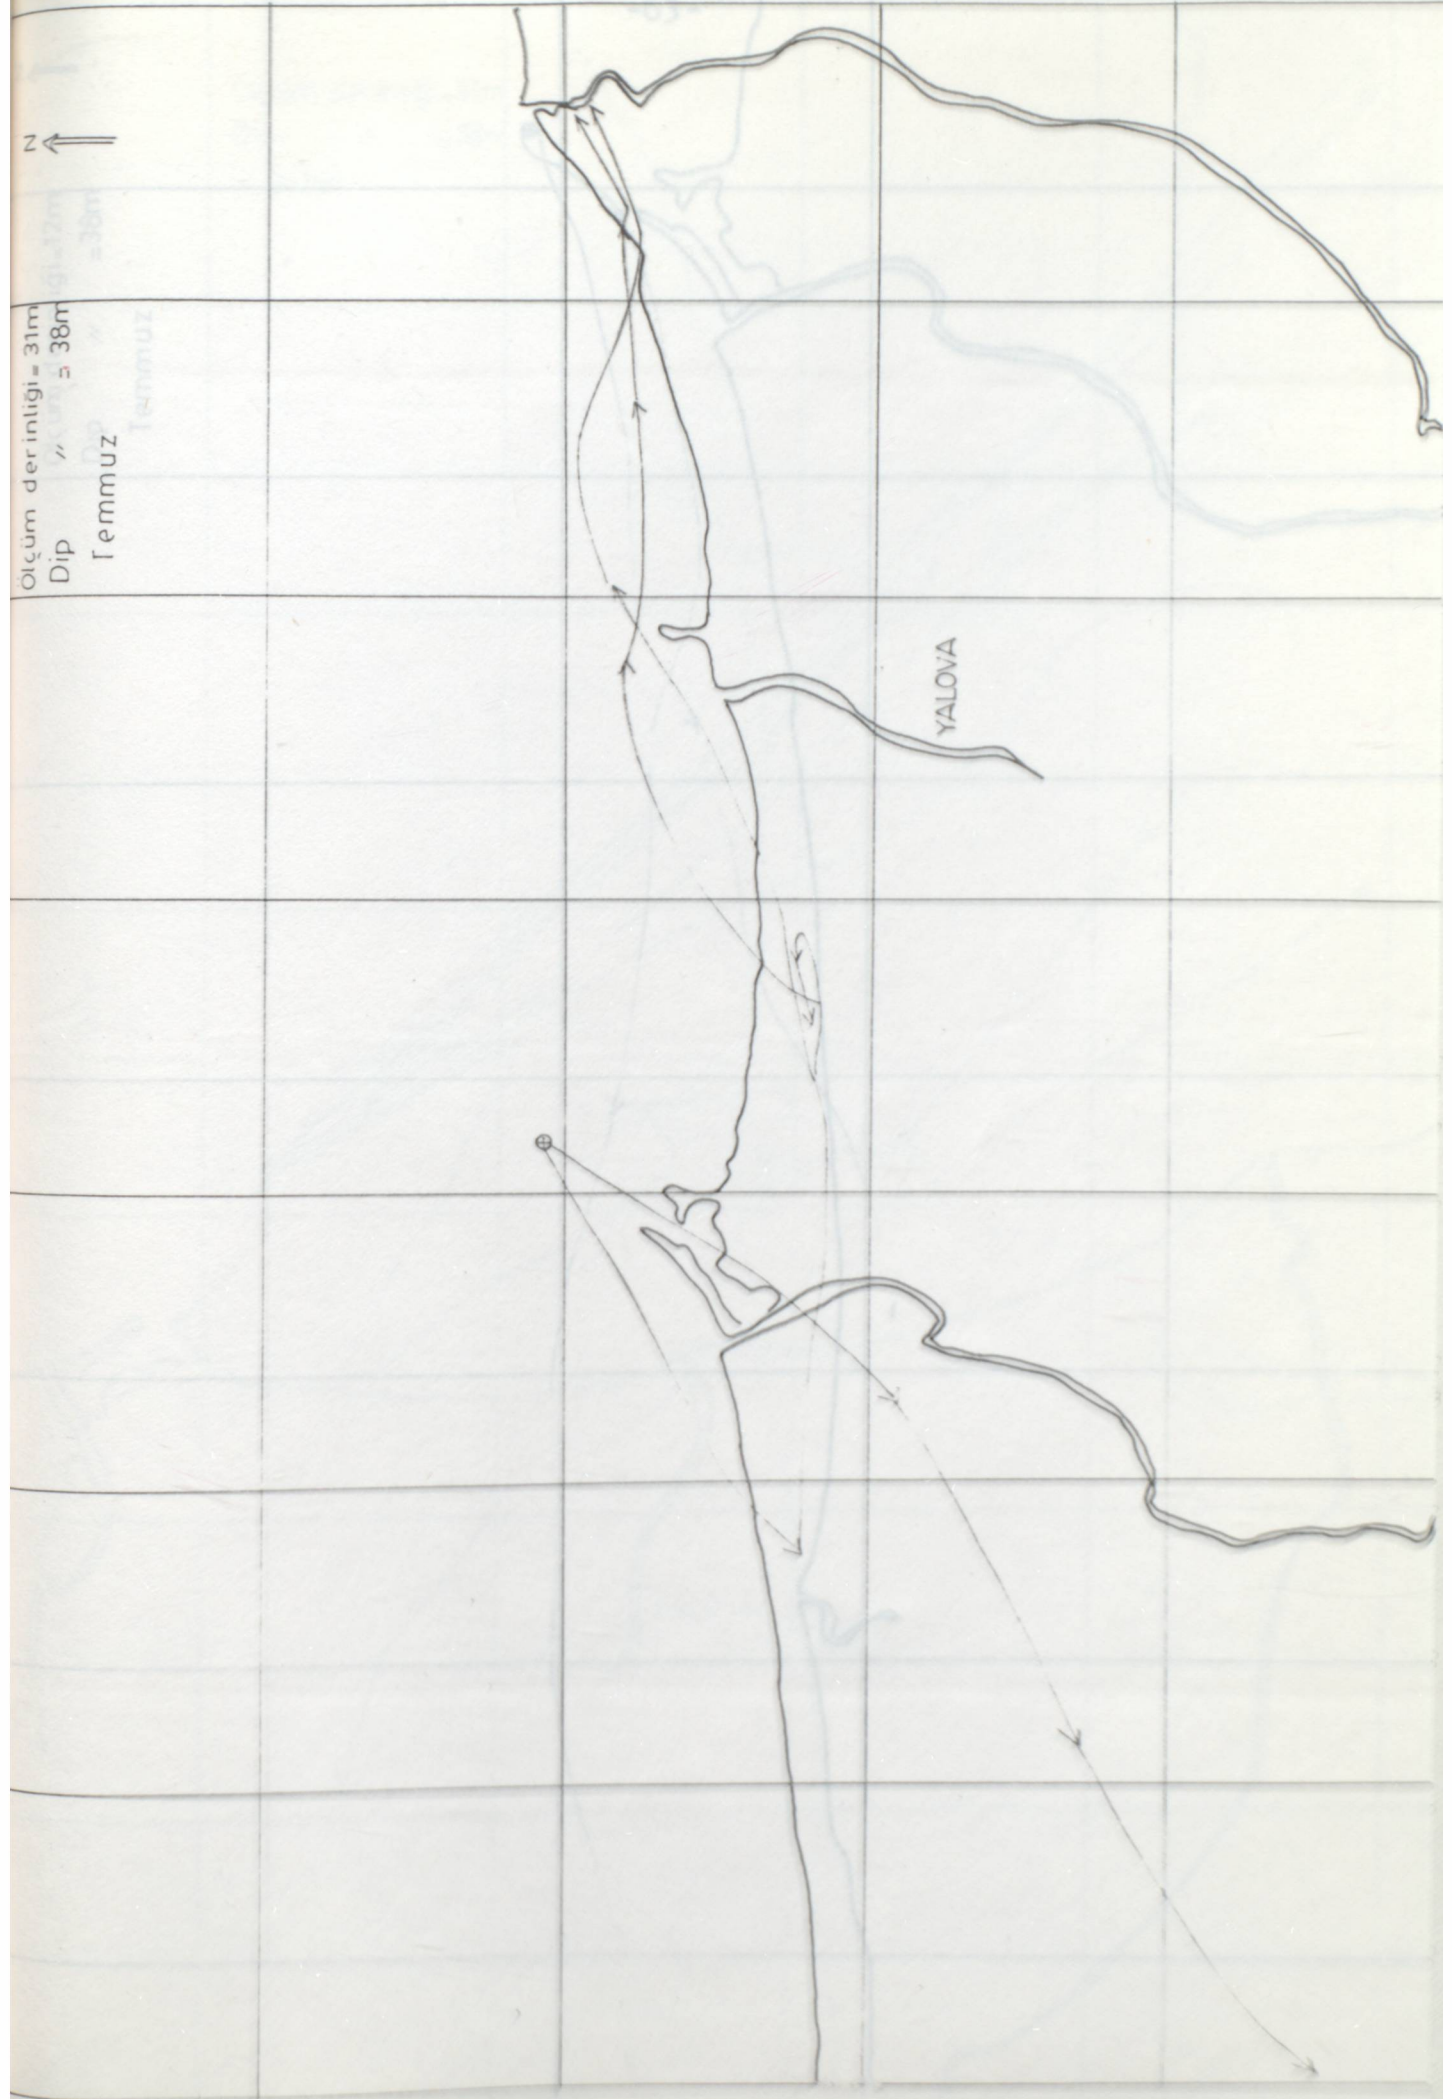 N
Ölçüm derinliği = 31m
Dip " = 38m
Temmuz
YALOVA